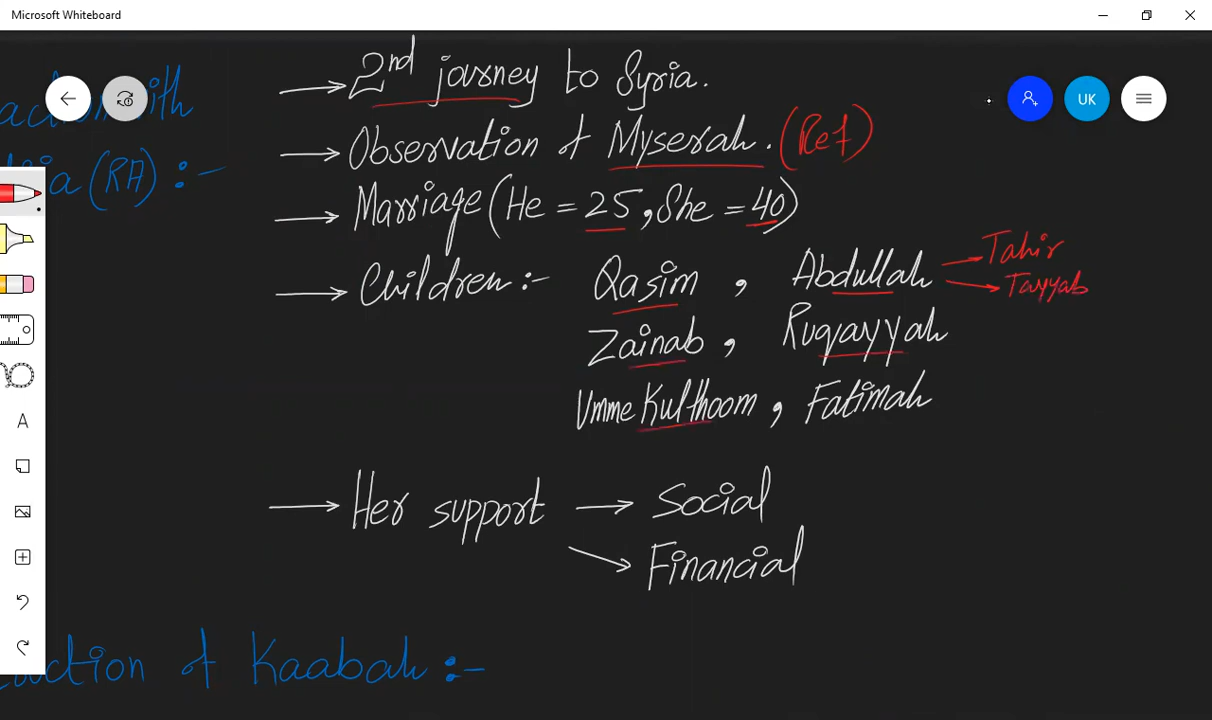 Microsoft Whiteboard
→ 2nd journey to Syria.
→ Observation of Myserah. (Ref)
(RA) :-
→ Marriage (He = 25, She = 40)
→ Children :- Qasim, Abdullah → Tahir
→ Tayyab
Zainab, Ruqayyah
Umme Kulthoom, Fatimah
→ Her support → Social
→ Financial
of Kaabah :-
UK
A